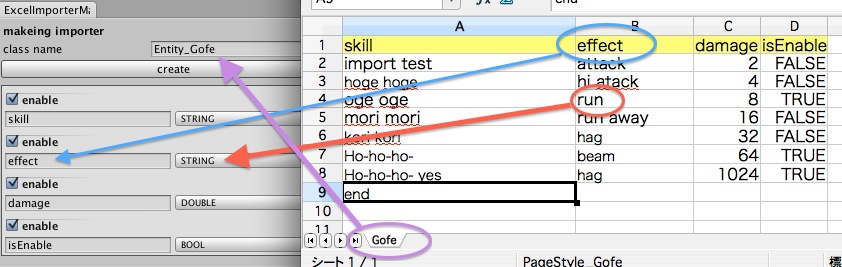 ExcelImporterMa
makeing importer
class name Entity_Gofe
create
enable
skill STRING
enable
effect STRING
enable
damage DOUBLE
enable
isEnable BOOL
end
A B C D
1 skill effect damage isEnable
2 import test attack 2 FALSE
3 hoge hoge hi atack 4 FALSE
4 oge oge run 8 TRUE
5 mori mori run away 16 FALSE
6 kori kori hag 32 FALSE
7 Ho-ho-ho- beam 64 TRUE
8 Ho-ho-ho- yes hag 1024 TRUE
9 end
10
11
Gofe
シート 1 / 1 PageStyle_Gofe 標